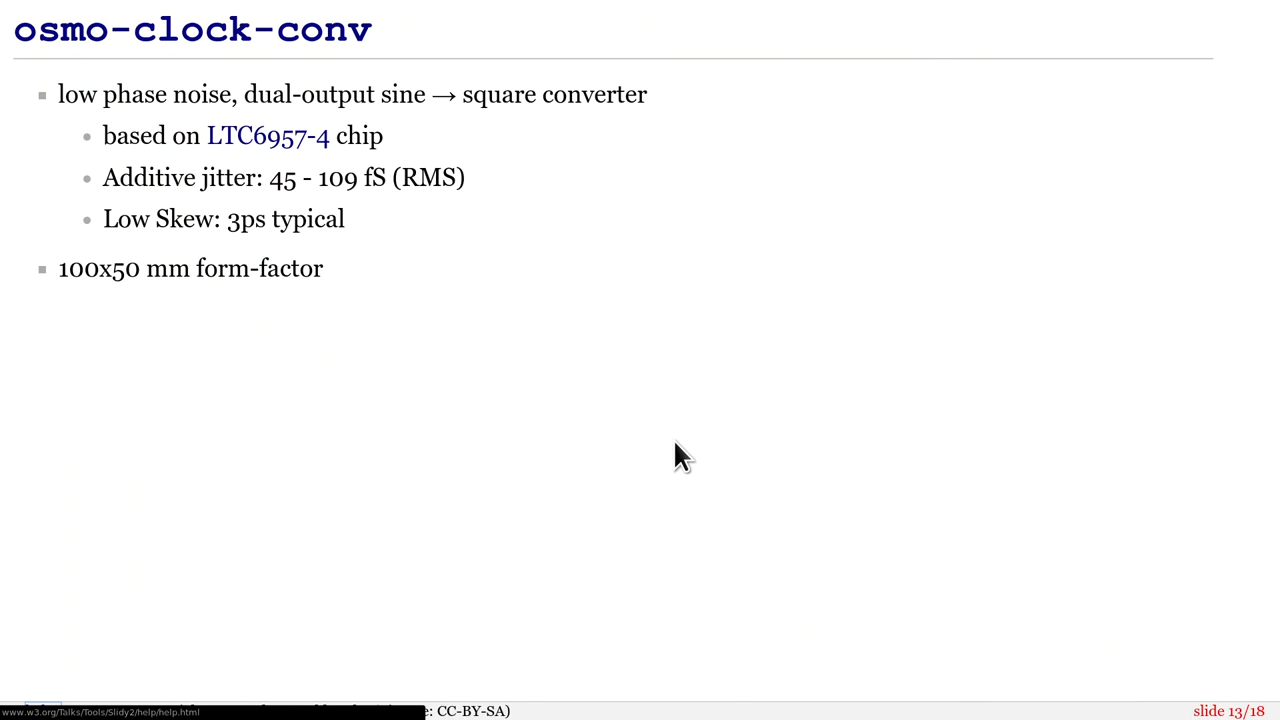 osmo-clock-conv
low phase noise, dual-output sine → square converter
based on LTC6957-4 chip
Additive jitter: 45 - 109 fS (RMS)
Low Skew: 3ps typical
100x50 mm form-factor
www.w3.org/Talks/Tools/Slidy2/help/help.html
: CC-BY-SA)
slide 13/18